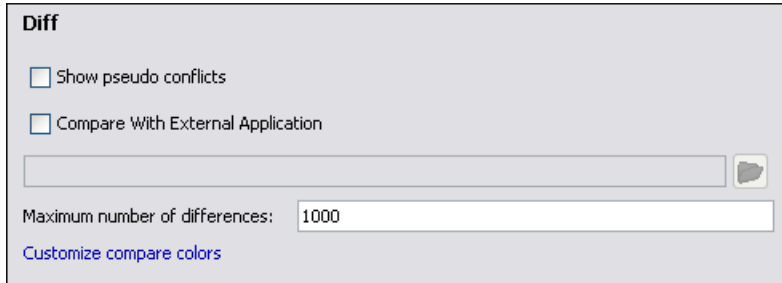 Diff
Show pseudo conflicts
Compare With External Application
Maximum number of differences: 1000
Customize compare colors